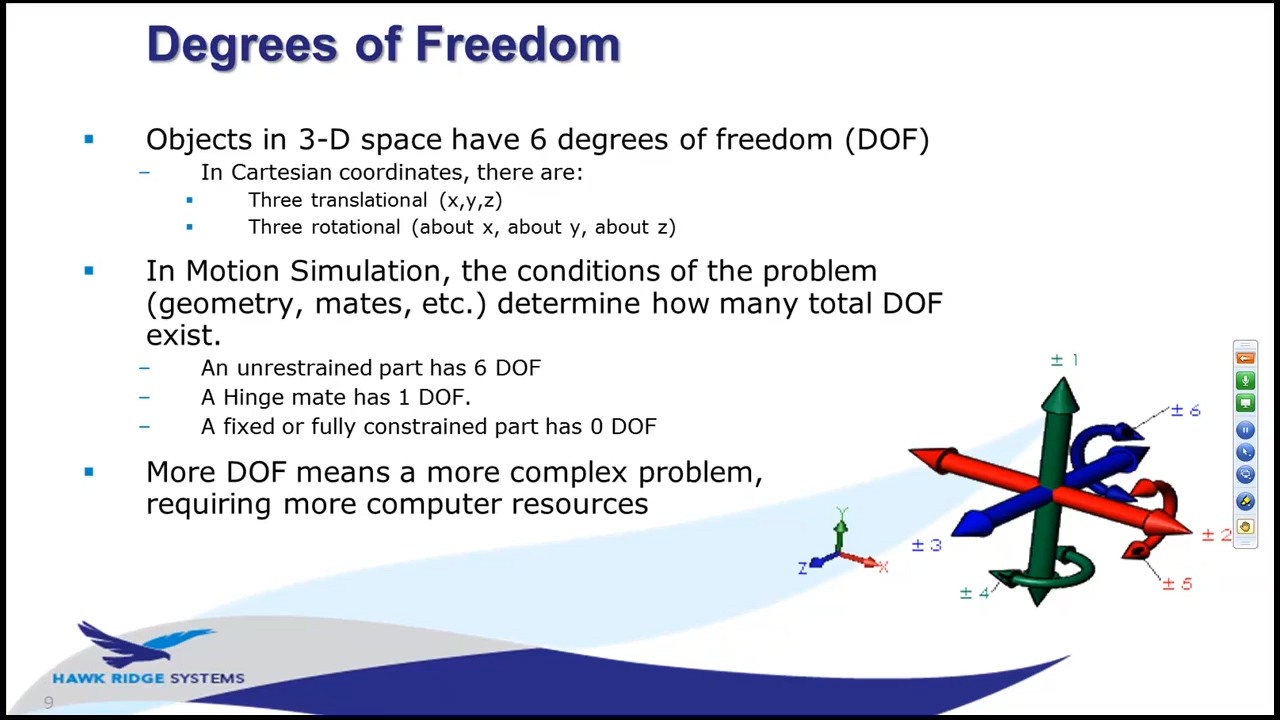 Degrees of Freedom
Objects in 3-D space have 6 degrees of freedom (DOF)
– In Cartesian coordinates, there are:
Three translational (x,y,z)
Three rotational (about x, about y, about z)
In Motion Simulation, the conditions of the problem
(geometry, mates, etc.) determine how many total DOF
exist.
– An unrestrained part has 6 DOF
– A Hinge mate has 1 DOF.
– A fixed or fully constrained part has 0 DOF
More DOF means a more complex problem,
requiring more computer resources
± 1
± 6
± 2
± 3
± 5
± 4
Y
Z
X
HAWK RIDGE SYSTEMS
9